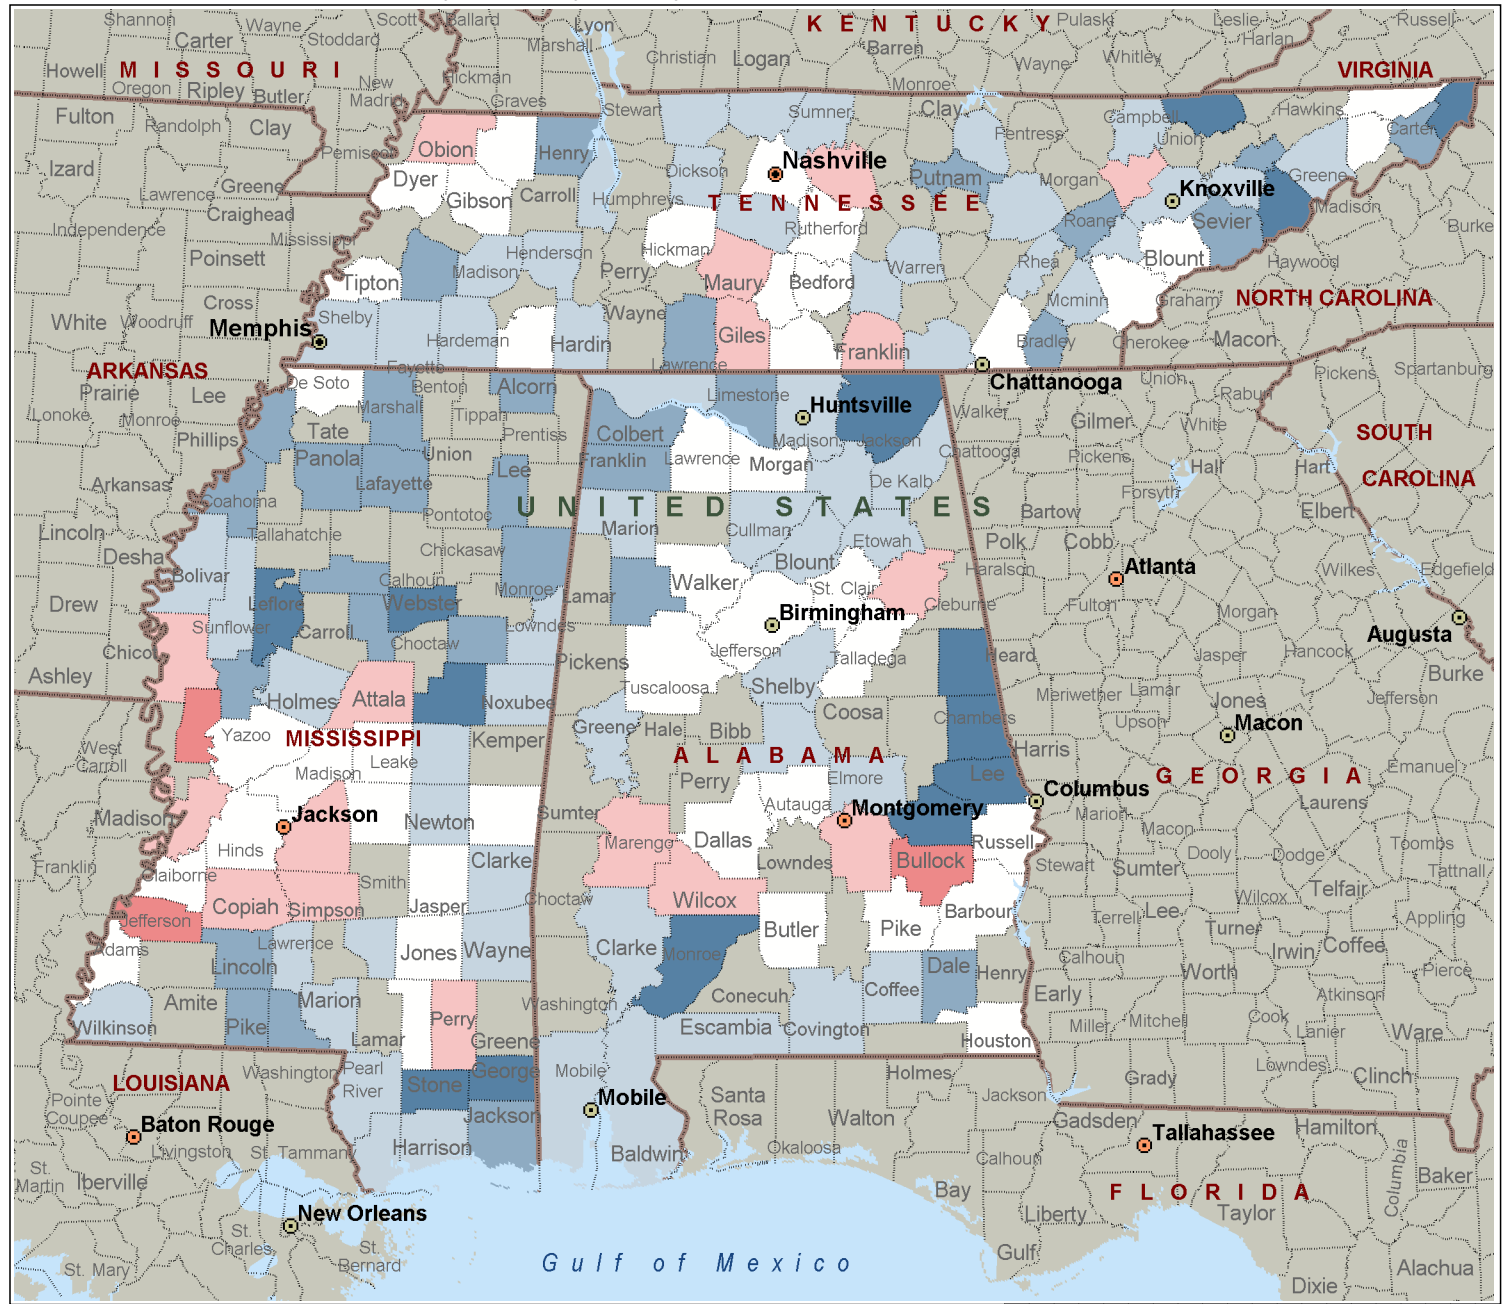 Shannon
Wayne
Scott
Ballard
Lyon
KENTUCKY
Pulaski
Leslie
Russell
Carter
Stoddard
Marshall
Christian
Logan
Barren
Whitley
Harlan
Howell
MISSOURI
New
Madrid
Hickman
Monroe
Wayne
VIRGINIA
Oregon
Ripley
Butler
Graves
Fulton
Randolph
Clay
Stewart
Sumner
Clay
Fentress
Campbell
Union
Hawkins
Carter
Pemiscot
Obion
Henry
Izard
Dyer
Dickson
Nashville
Putnam
Morgan
Knoxville
Greene
Lawrence
Greene
Gibson
Carroll
Humphreys
TENNESSEE
Madison
Craighead
Independence
Mississippi
Rutherford
Roane
Sevier
Burke
Poinsett
Henderson
Hickman
Madison
Perry
Warren
Rhea
Blount
Haywood
Tipton
Maury
Bedford
Cross
Mcminn
Graham
NORTH CAROLINA
White
Woodruff
Memphis
Shelby
Wayne
Hardeman
Hardin
Giles
Franklin
Bradley
Cherokee
Macon
ARKANSAS
Fayette
Lawrence
Prairie
Lee
De Soto
Benton
Alcorn
Chattanooga
Union
Rabun
Pickens
Spartanburg
Lonoke
Monroe
Marshall
Tippah
Limestone
Huntsville
Walker
Gilmer
White
Phillips
Tate
Prentiss
Colbert
Madison
Jackson
SOUTH
CAROLINA
Panola
Union
Lee
Franklin
Lawrence
Morgan
Chattooga
Pickens
Hall
Hart
Arkansas
Lafayette
De Kalb
Forsyth
Coahoma
Pontotoc
UNITED STATES
Bartow
Elbert
Lincoln
Tallahatchie
Marion
Cullman
Etowah
Polk
Cobb
Desha
Chickasaw
Blount
Haralson
Atlanta
Wilkes
Edgefield
Bolivar
Calhoun
Monroe
Lamar
Walker
St. Clair
Drew
Leflore
Webster
Birmingham
Cleburne
Fulton
Morgan
Sunflower
Carroll
Lowndes
Augusta
Chicot
Choctaw
Jefferson
Talladega
Heard
Jasper
Hancock
Ashley
Pickens
Burke
Holmes
Attala
Noxubee
Tuscaloosa
Shelby
Meriwether
Lamar
Jones
Jefferson
Yazoo
MISSISSIPPI
Kemper
Greene
Hale
Bibb
Coosa
Chambers
Upson
Macon
West
Carroll
Madison
Leake
ALABAMA
Harris
Perry
Elmore
Lee
GEORGIA
Emanuel
Madison
Jackson
Newton
Sumter
Autauga
Montgomery
Columbus
Laurens
Marion
Macon
Hinds
Marengo
Dallas
Russell
Dooly
Dodge
Toombs
Franklin
Claiborne
Clarke
Lowndes
Bullock
Stewart
Sumter
Tattnall
Smith
Choctaw
Wilcox
Barbour
Wilcox
Telfair
Jefferson
Copiah
Simpson
Jasper
Terrell
Lee
Appling
Adams
Lawrence
Jones
Wayne
Clarke
Monroe
Butler
Pike
Turner
Irwin
Coffee
Lincoln
Dale
Henry
Calhoun
Worth
Pierce
Amite
Marion
Washington
Conecuh
Coffee
Early
Atkinson
Wilkinson
Pike
Perry
Escambia
Covington
Miller
Mitchell
Cook
Lanier
Ware
Lamar
Greene
Houston
LOUISIANA
Washington
Pearl
River
Stone
George
Mobile
Holmes
Grady
Lowndes
Clinch
Pointe
Coupee
Jackson
Mobile
Santa
Rosa
Walton
Jackson
Gadsden
Hamilton
Baton Rouge
Tallahassee
Livingston
St. Tammany
Harrison
Baldwin
Okaloosa
Calhoun
Columbia
Baker
St.
Martin
Iberville
Bay
FLORIDA
New Orleans
Liberty
Taylor
St.
Charles
St.
Bernard
Gulf
St. Mary
Gulf of Mexico
Alachua
Dixie